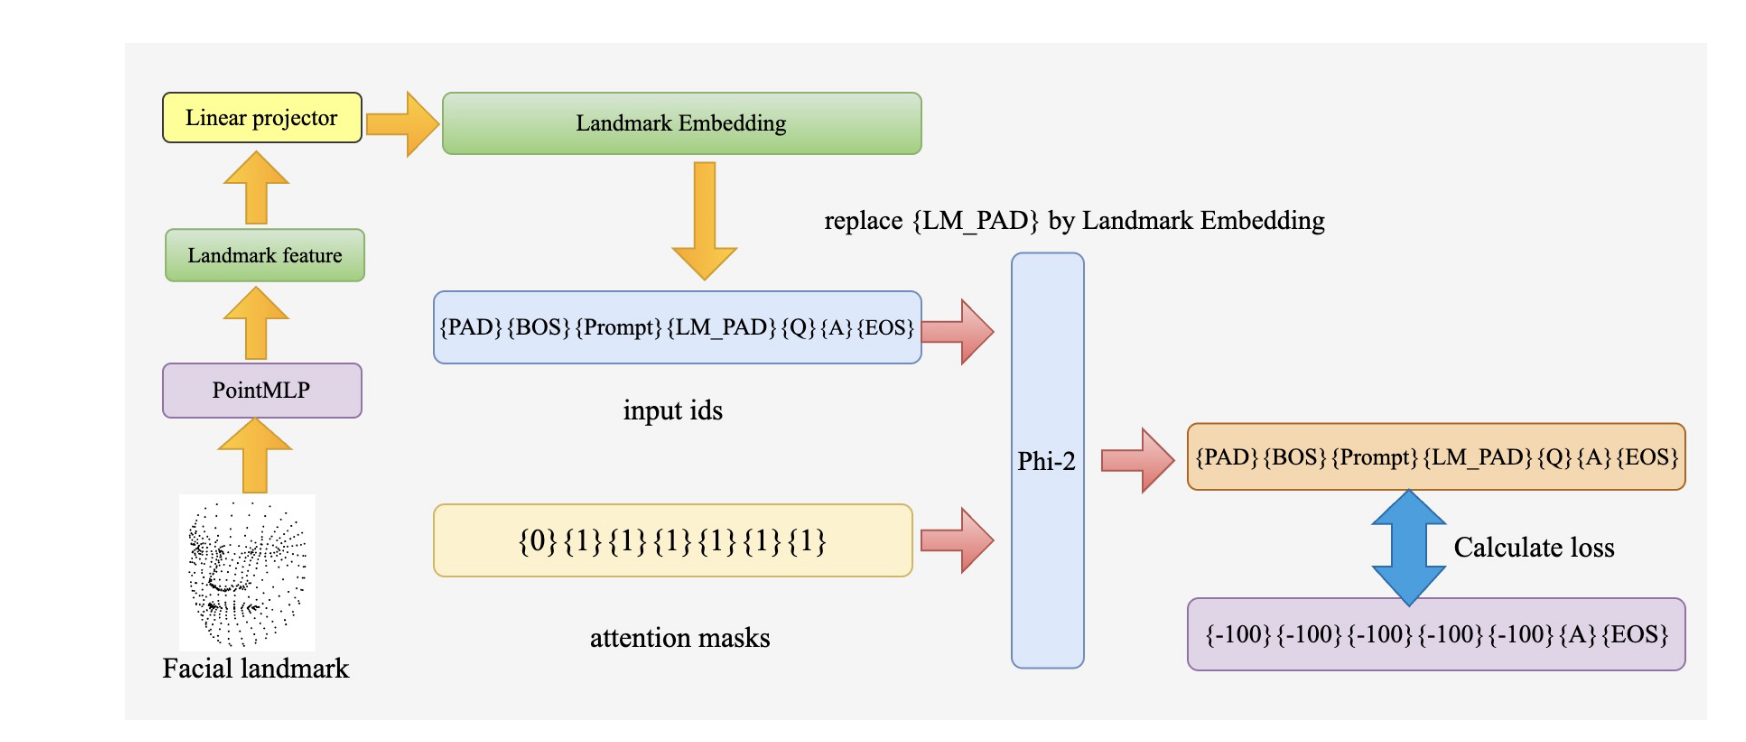 Linear projector
Landmark Embedding
replace {LM_PAD} by Landmark Embedding
Landmark feature
{PAD}{BOS}{Prompt}{LM_PAD}{Q}{A}{EOS}
PointMLP
input ids
Phi-2
{PAD}{BOS}{Prompt}{LM_PAD}{Q}{A}{EOS}
{0}{1}{1}{1}{1}{1}{1}
Calculate loss
attention masks
{-100}{-100}{-100}{-100}{-100}{A}{EOS}
Facial landmark